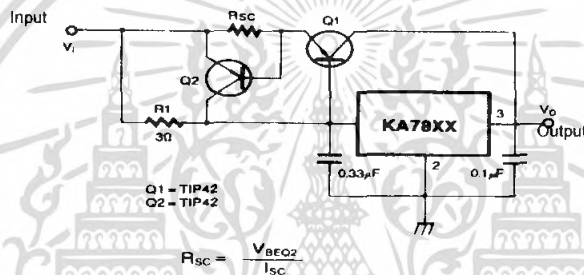 Input
Vi
RSC
Q1
Q2
R1
3Ω
KA78XX
3
VO
Output
2
0.33μF
0.1μF
Q1 = TIP42
Q2 = TIP42
RSC = VBEQ2 / ISC